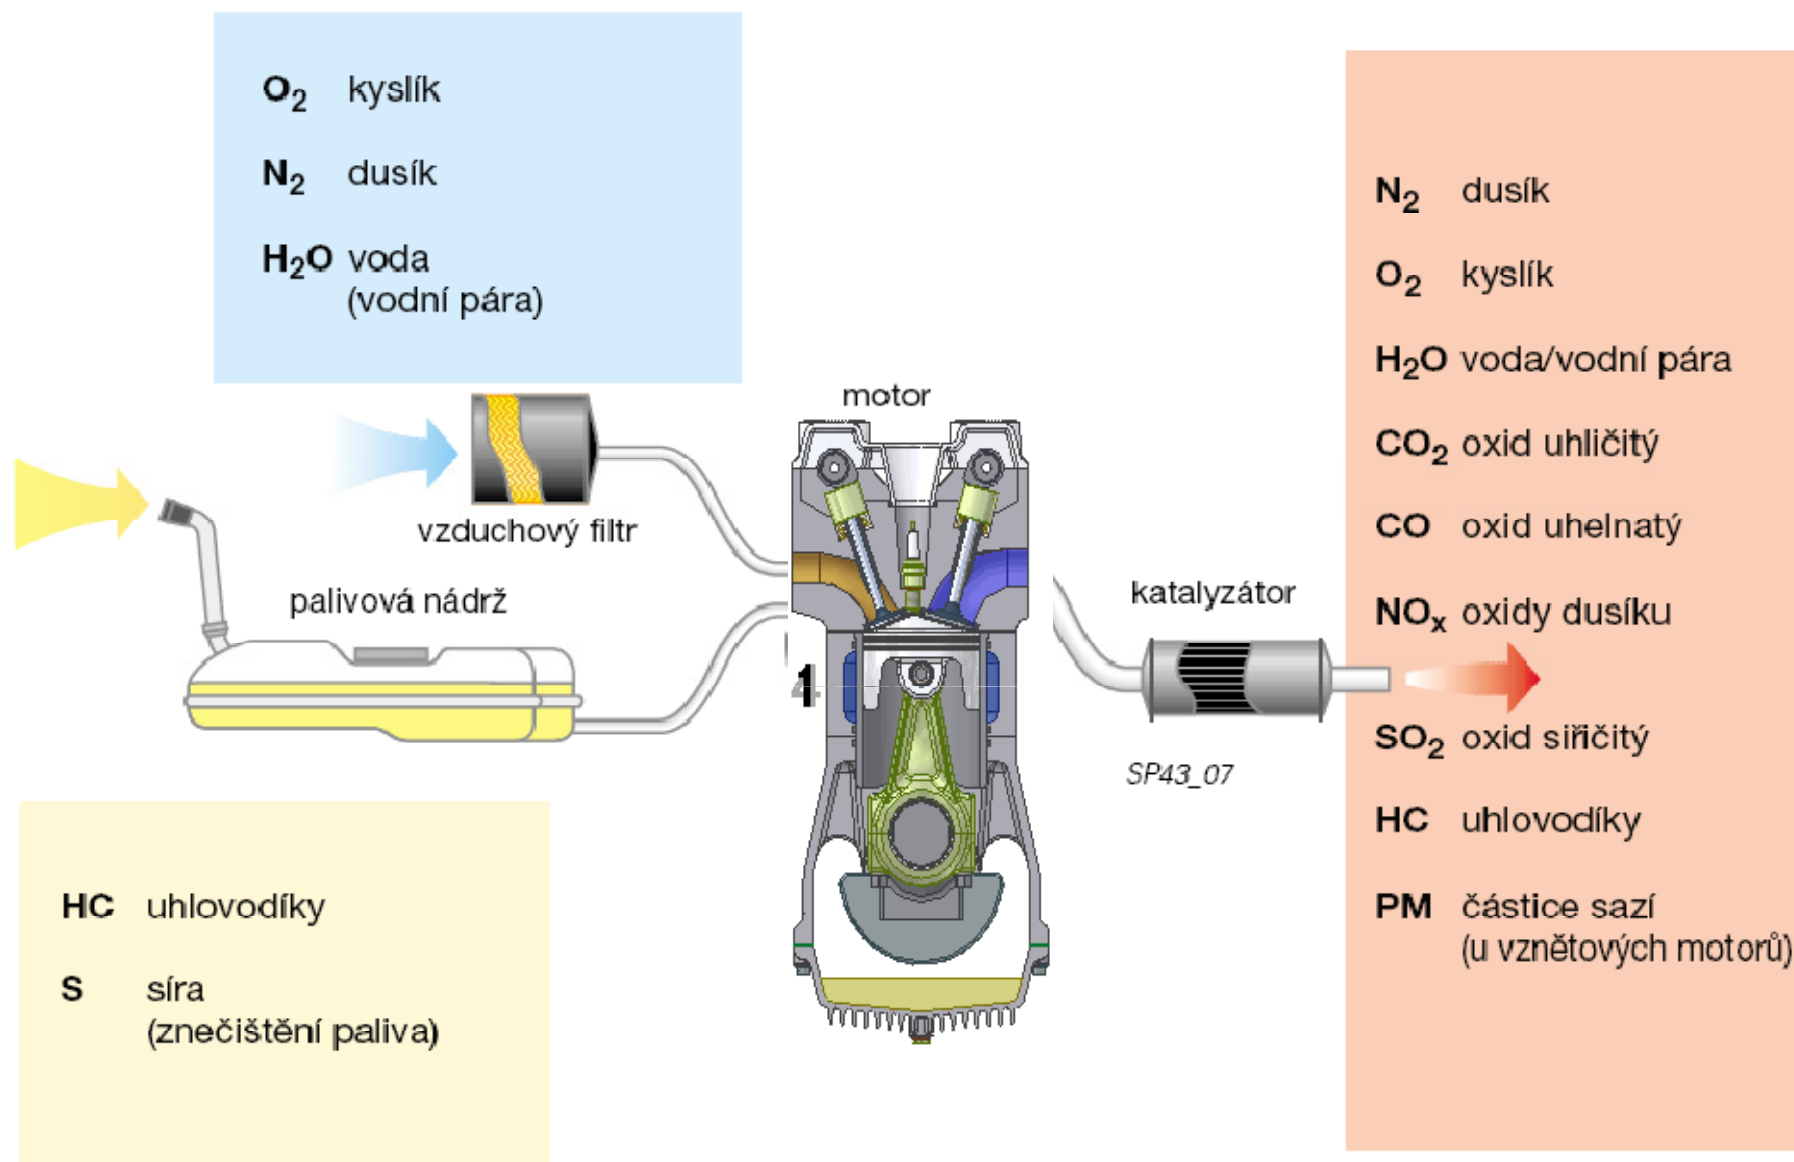 O2 kyslík
N2 dusík
H2O voda
(vodní pára)
motor
vzduchový filtr
palivová nádrž
katalyzátor
SP43_07
1
HC uhlovodíky
S síra
(znečištění paliva)
N2 dusík
O2 kyslík
H2O voda/vodní pára
CO2 oxid uhličitý
CO oxid uhelnatý
NOx oxidy dusíku
SO2 oxid siřičitý
HC uhlovodíky
PM částice sazí
(u vznětových motorů)